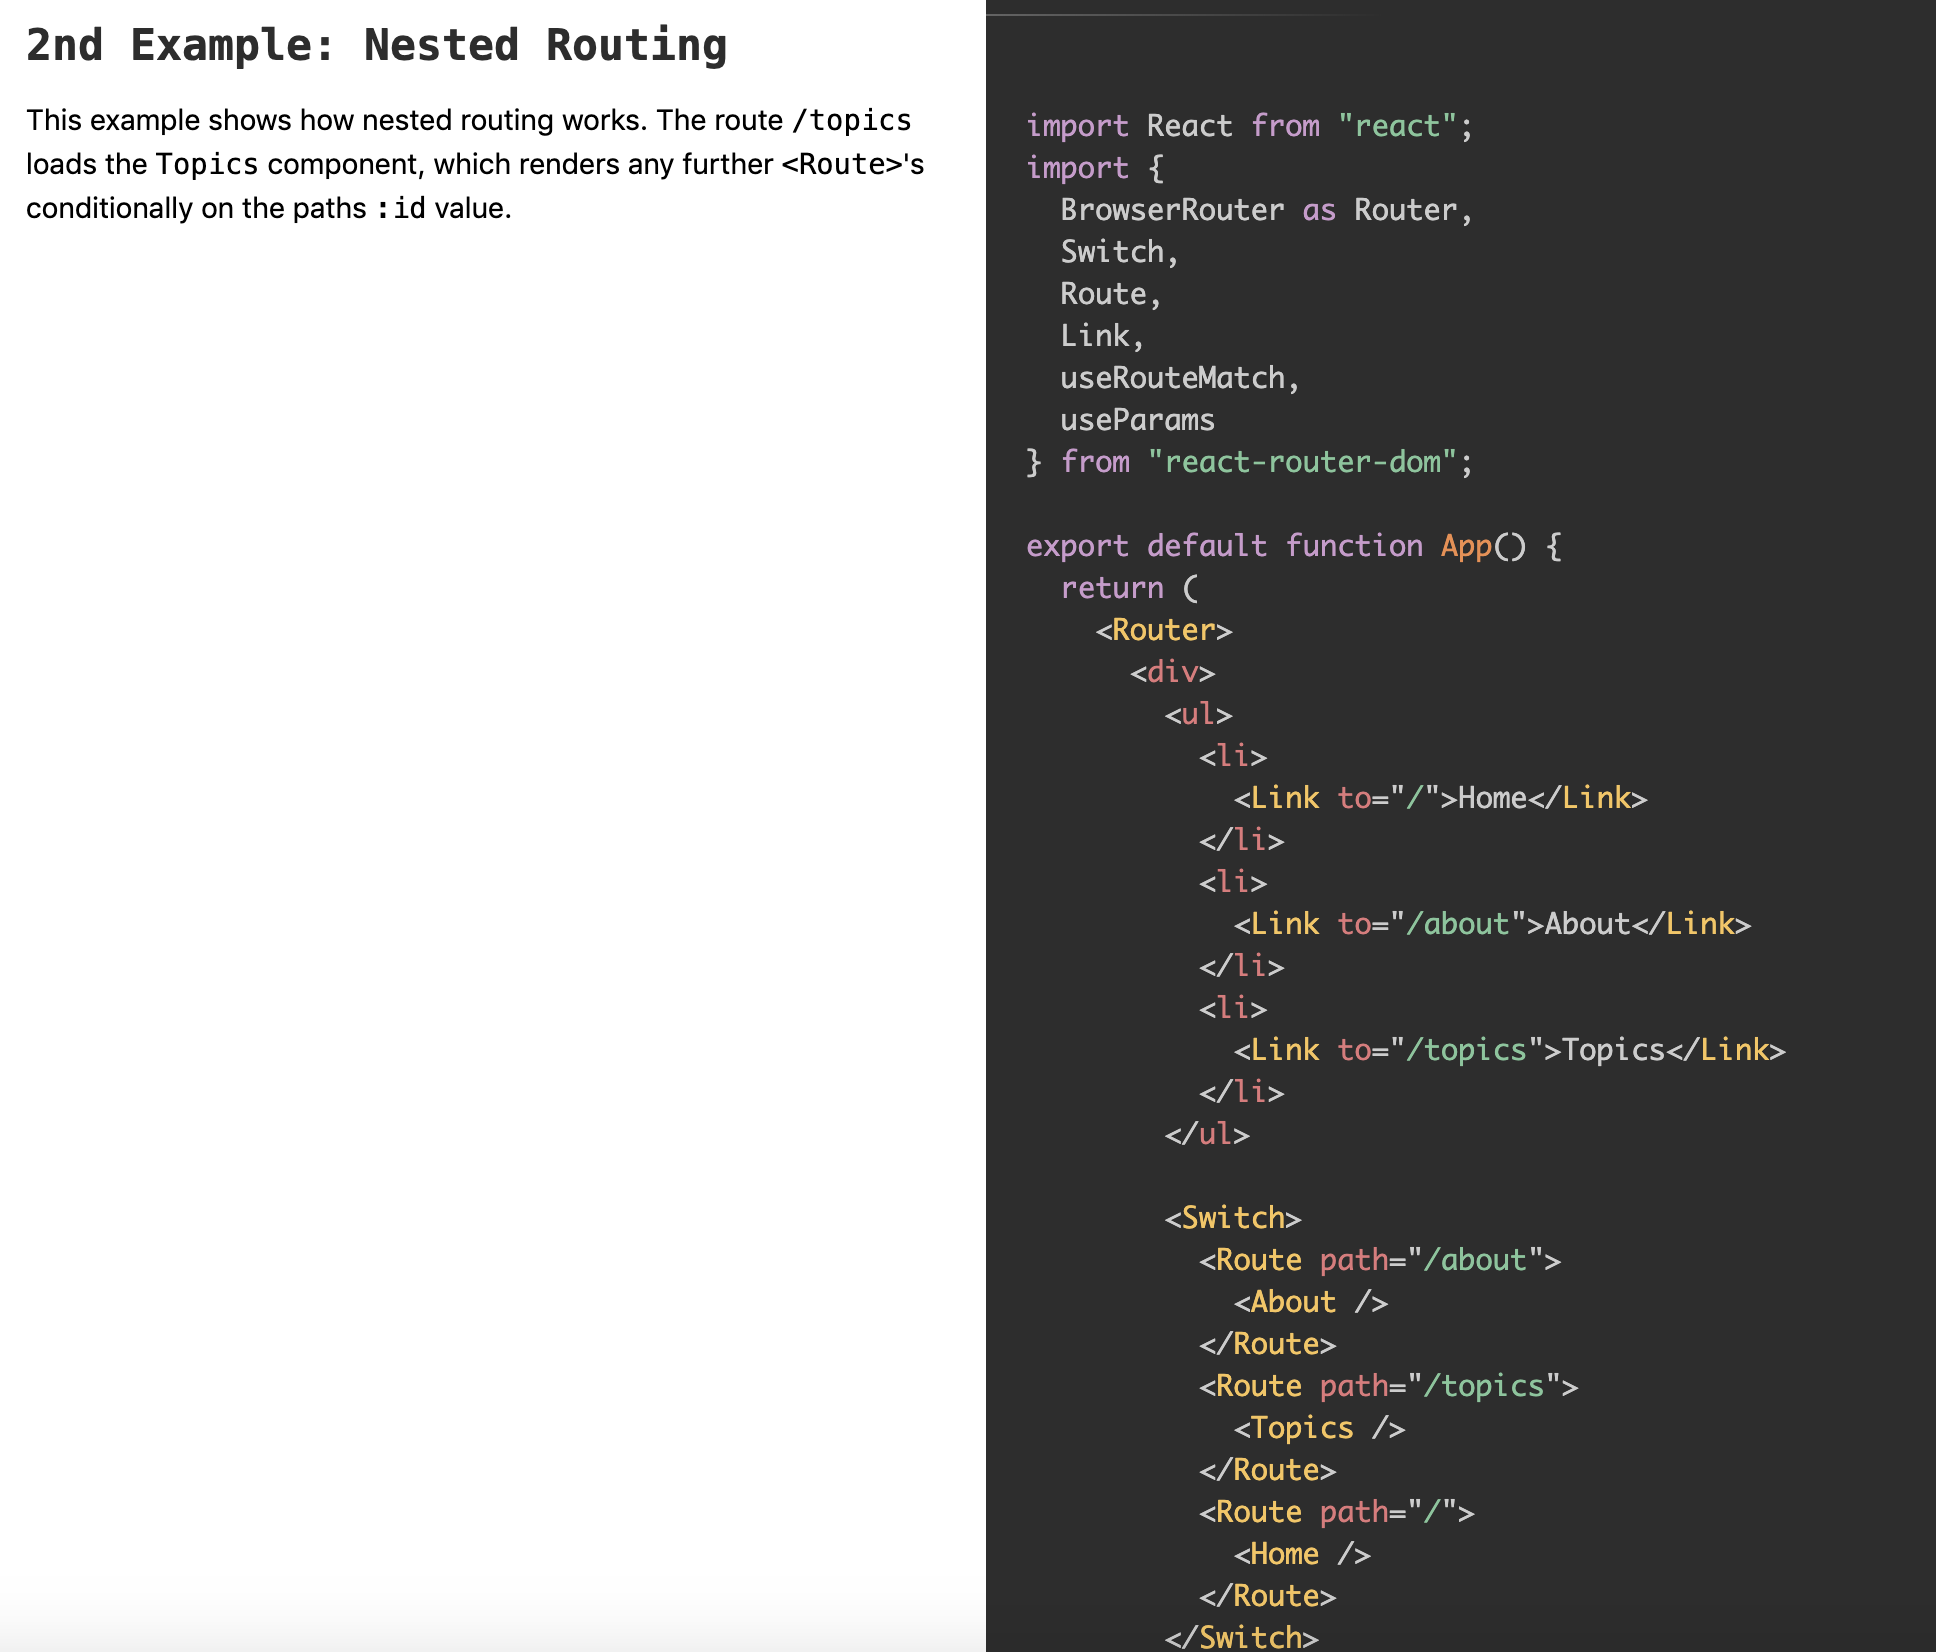 2nd Example: Nested Routing
This example shows how nested routing works. The route /topics
loads the Topics component, which renders any further <Route>'s
conditionally on the paths :id value.
import React from "react";
import {
  BrowserRouter as Router,
  Switch,
  Route,
  Link,
  useRouteMatch,
  useParams
} from "react-router-dom";

export default function App() {
  return (
    <Router>
      <div>
        <ul>
          <li>
            <Link to="/">Home</Link>
          </li>
          <li>
            <Link to="/about">About</Link>
          </li>
          <li>
            <Link to="/topics">Topics</Link>
          </li>
        </ul>

        <Switch>
          <Route path="/about">
            <About />
          </Route>
          <Route path="/topics">
            <Topics />
          </Route>
          <Route path="/">
            <Home />
          </Route>
        </Switch>